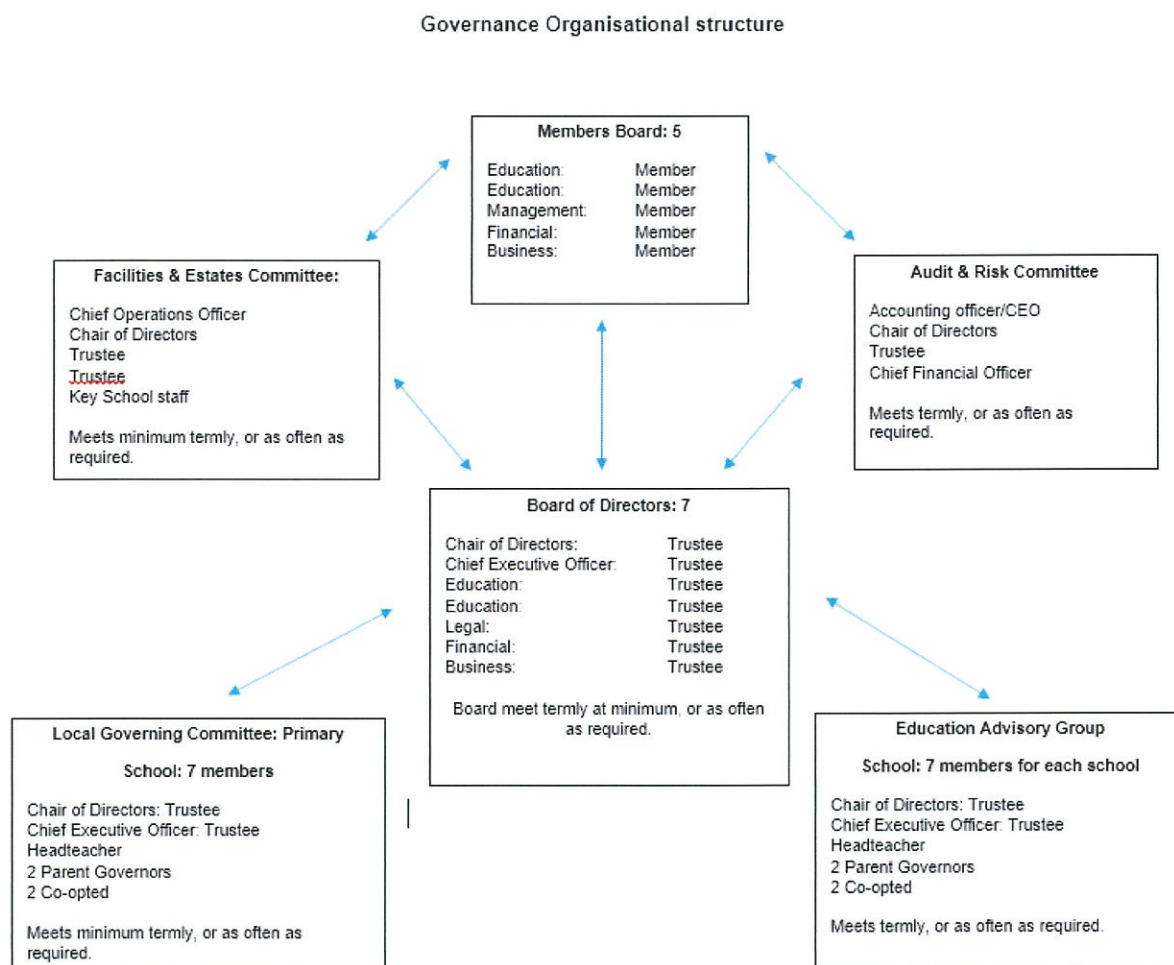 Governance Organisational structure
Members Board: 5
Education: Member
Education: Member
Management: Member
Financial: Member
Business: Member
Facilities & Estates Committee:
Chief Operations Officer
Chair of Directors
Trustee
Trustee
Key School staff
Meets minimum termly, or as often as
required.
Audit & Risk Committee
Accounting officer/CEO
Chair of Directors
Trustee
Chief Financial Officer
Meets termly, or as often as
required.
Board of Directors: 7
Chair of Directors: Trustee
Chief Executive Officer: Trustee
Education: Trustee
Education: Trustee
Legal: Trustee
Financial: Trustee
Business: Trustee
Board meet termly at minimum, or as often
as required.
Local Governing Committee: Primary
School: 7 members
Chair of Directors: Trustee
Chief Executive Officer: Trustee
Headteacher
2 Parent Governors
2 Co-opted
Meets minimum termly, or as often as
required.
Education Advisory Group
School: 7 members for each school
Chair of Directors: Trustee
Chief Executive Officer: Trustee
Headteacher
2 Parent Governors
2 Co-opted
Meets termly, or as often as required.